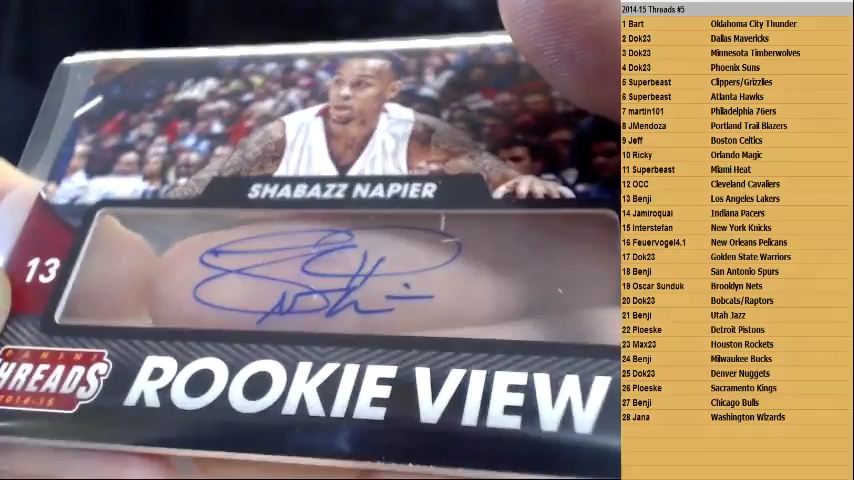 SHABAZZ NAPIER
13
PANINI
THREADS
2014-15
ROOKIE VIEW
2014-15 Threads #5
1 Bart Oklahoma City Thunder
2 Dok23 Dallas Mavericks
3 Dok23 Minnesota Timberwolves
4 Dok23 Phoenix Suns
5 Superbeast Clippers/Grizzlies
6 Superbeast Atlanta Hawks
7 martin101 Philadelphia 76ers
8 JMendoza Portland Trail Blazers
9 Jeff Boston Celtics
10 Ricky Orlando Magic
11 Superbeast Miami Heat
12 OCC Cleveland Cavaliers
13 Benji Los Angeles Lakers
14 Jamiroquai Indiana Pacers
15 Interstefan New York Knicks
16 Feuervogel4.1 New Orleans Pelicans
17 Dok23 Golden State Warriors
18 Benji San Antonio Spurs
19 Oscar Sunduk Brooklyn Nets
20 Dok23 Bobcats/Raptors
21 Benji Utah Jazz
22 Ploeske Detroit Pistons
23 Max23 Houston Rockets
24 Benji Milwaukee Bucks
25 Dok23 Denver Nuggets
26 Ploeske Sacramento Kings
27 Benji Chicago Bulls
28 Jana Washington Wizards